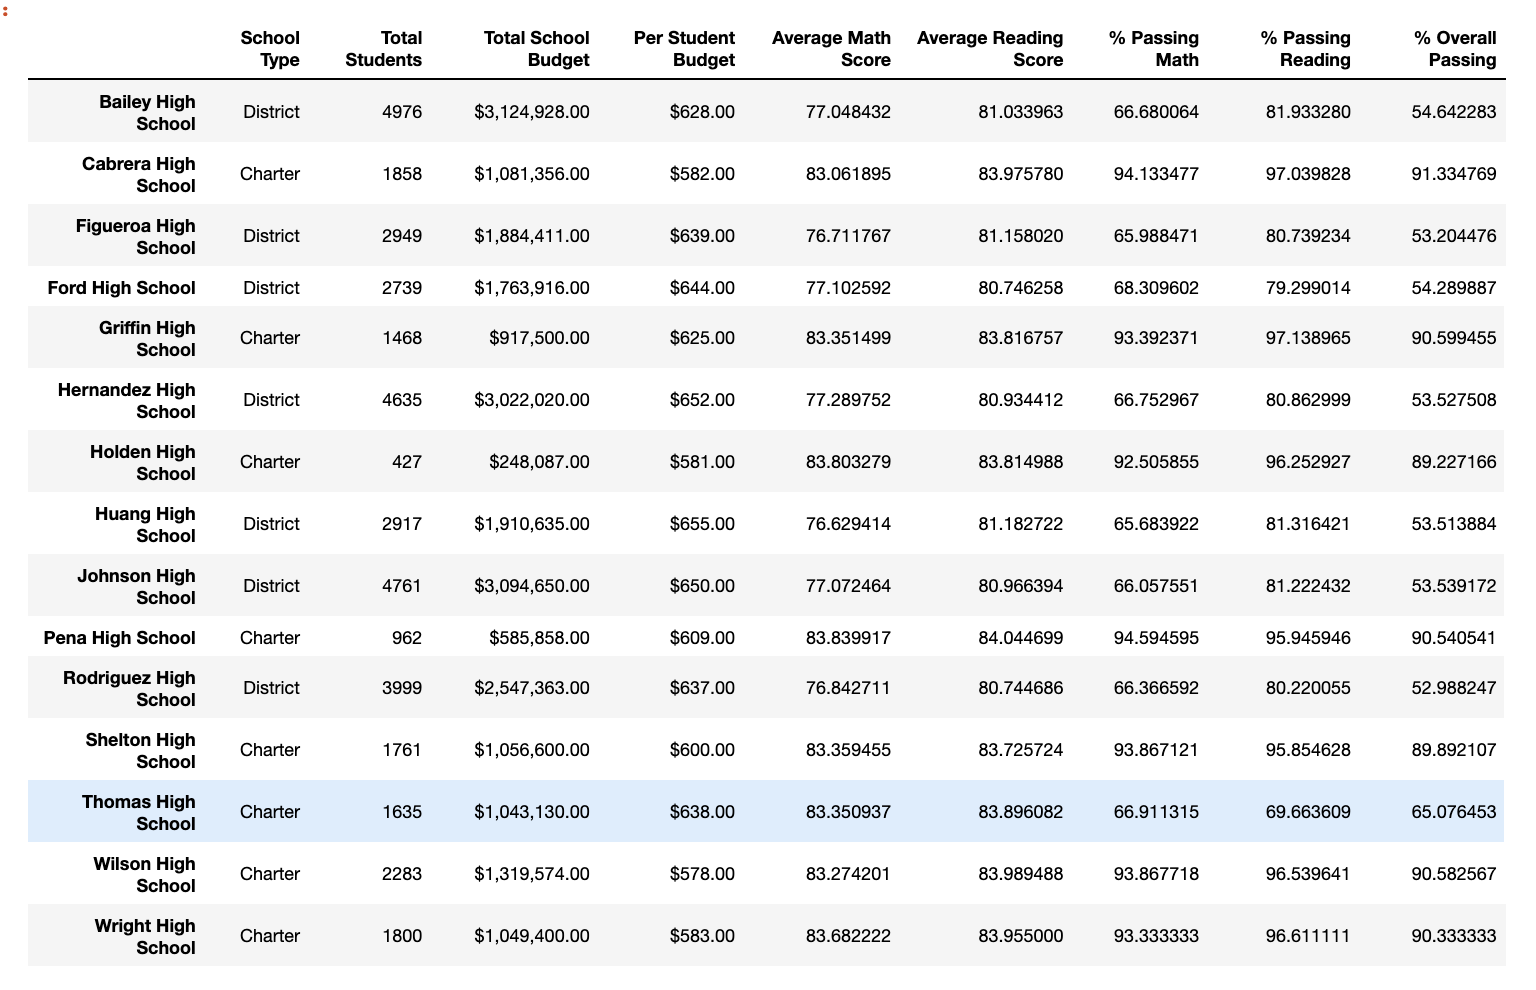 :
School Type Total Students Total School Budget Per Student Budget Average Math Score Average Reading Score % Passing Math % Passing Reading % Overall Passing
Bailey High School District 4976 $3,124,928.00 $628.00 77.048432 81.033963 66.680064 81.933280 54.642283
Cabrera High School Charter 1858 $1,081,356.00 $582.00 83.061895 83.975780 94.133477 97.039828 91.334769
Figueroa High School District 2949 $1,884,411.00 $639.00 76.711767 81.158020 65.988471 80.739234 53.204476
Ford High School District 2739 $1,763,916.00 $644.00 77.102592 80.746258 68.309602 79.299014 54.289887
Griffin High School Charter 1468 $917,500.00 $625.00 83.351499 83.816757 93.392371 97.138965 90.599455
Hernandez High School District 4635 $3,022,020.00 $652.00 77.289752 80.934412 66.752967 80.862999 53.527508
Holden High School Charter 427 $248,087.00 $581.00 83.803279 83.814988 92.505855 96.252927 89.227166
Huang High School District 2917 $1,910,635.00 $655.00 76.629414 81.182722 65.683922 81.316421 53.513884
Johnson High School District 4761 $3,094,650.00 $650.00 77.072464 80.966394 66.057551 81.222432 53.539172
Pena High School Charter 962 $585,858.00 $609.00 83.839917 84.044699 94.594595 95.945946 90.540541
Rodriguez High School District 3999 $2,547,363.00 $637.00 76.842711 80.744686 66.366592 80.220055 52.988247
Shelton High School Charter 1761 $1,056,600.00 $600.00 83.359455 83.725724 93.867121 95.854628 89.892107
Thomas High School Charter 1635 $1,043,130.00 $638.00 83.350937 83.896082 66.911315 69.663609 65.076453
Wilson High School Charter 2283 $1,319,574.00 $578.00 83.274201 83.989488 93.867718 96.539641 90.582567
Wright High School Charter 1800 $1,049,400.00 $583.00 83.682222 83.955000 93.333333 96.611111 90.333333